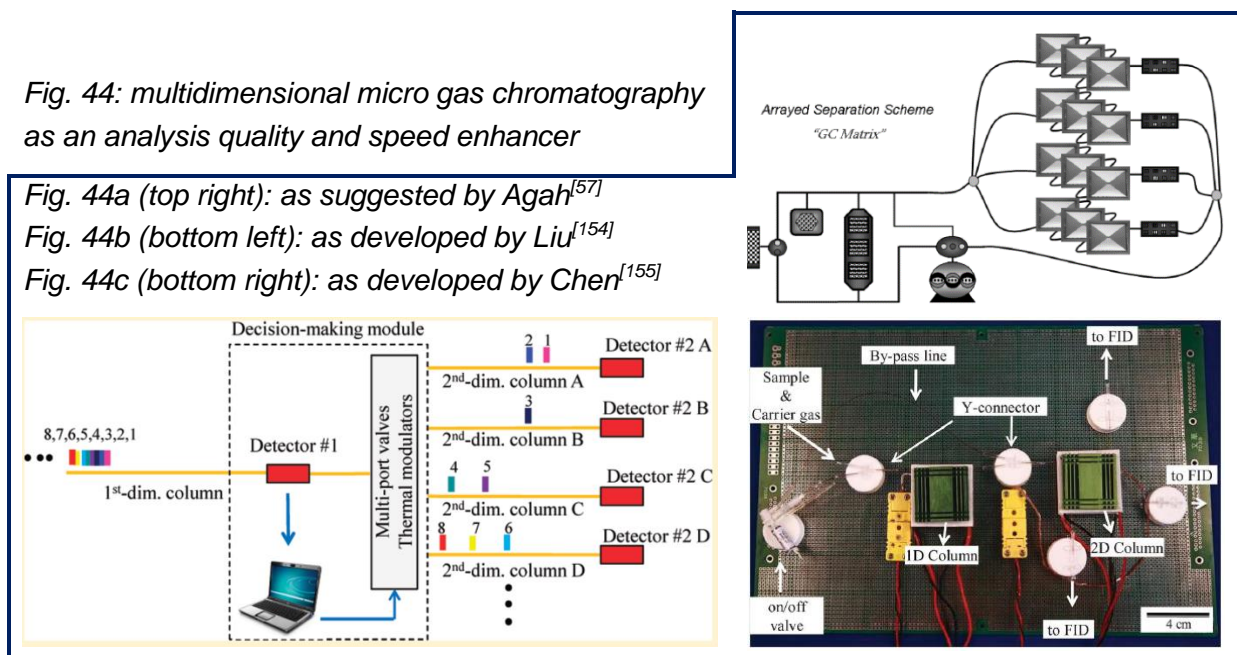 Fig. 44: multidimensional micro gas chromatography
as an analysis quality and speed enhancer
Fig. 44a (top right): as suggested by Agah[57]
Fig. 44b (bottom left): as developed by Liu[154]
Fig. 44c (bottom right): as developed by Chen[155]
Arrayed Separation Scheme
"GC Matrix"
Decision-making module
8,7,6,5,4,3,2,1
1st-dim. column
Detector #1
Multi-port valves
Thermal modulators
2 1
Detector #2 A
2nd-dim. column A
3
Detector #2 B
2nd-dim. column B
4 5
Detector #2 C
2nd-dim. column C
8 7 6
Detector #2 D
2nd-dim. column D
to FID
By-pass line
Sample
&
Carrier gas
Y-connector
to FID
1D Column
2D Column
on/off
valve
to FID
4 cm